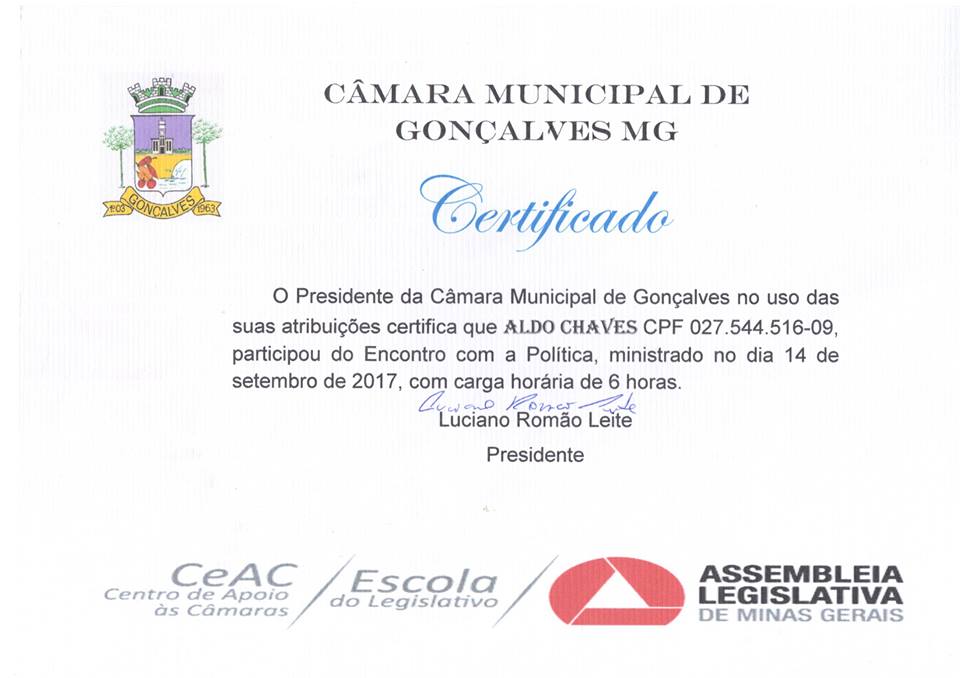 CÂMARA MUNICIPAL DE
GONÇALVES MG
1903 GONÇALVES 1963
Certificado
O Presidente da Câmara Municipal de Gonçalves no uso das
suas atribuições certifica que ALDO CHAVES CPF 027.544.516-09,
participou do Encontro com a Política, ministrado no dia 14 de
setembro de 2017, com carga horária de 6 horas.
Luciano Romão Leite
Luciano Romão Leite
Presidente
CeAC
Centro de Apoio
às Câmaras
Escola
do Legislativo
ASSEMBLEIA
LEGISLATIVA
DE MINAS GERAIS